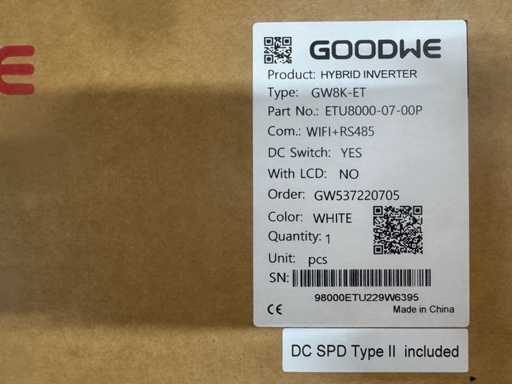 GOODWE
Product: HYBRID INVERTER
Type: GW8K-ET
Part No.: ETU8000-07-00P
Com.: WIFI+RS485
DC Switch: YES
With LCD: NO
Order: GW537220705
Color: WHITE
Quantity: 1
Unit: pcs
SN:
98000ETU229W6395
CE Made in China
DC SPD Type II included
E